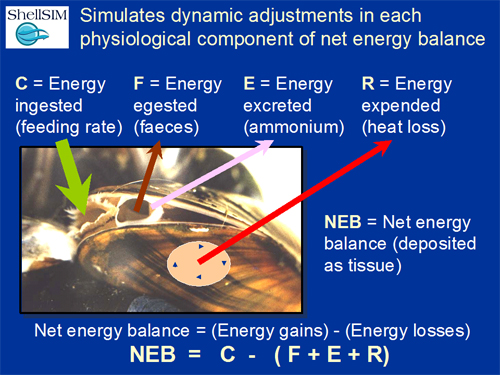 ShellSIM
Simulates dynamic adjustments in each
physiological component of net energy balance
C = Energy
ingested
(feeding rate)
F = Energy
egested
(faeces)
E = Energy
excreted
(ammonium)
R = Energy
expended
(heat loss)
NEB = Net energy
balance (deposited
as tissue)
Net energy balance = (Energy gains) - (Energy losses)
NEB = C - ( F + E + R)